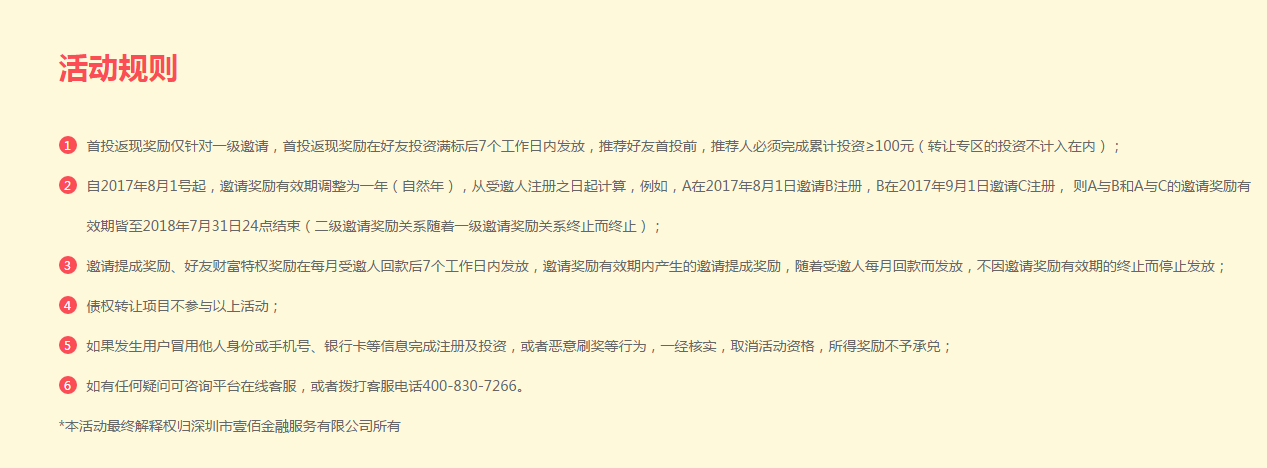 活动规则
1 首投返现奖励仅针对一级邀请，首投返现奖励在好友投资满标后7个工作日内发放，推荐好友首投前，推荐人必须完成累计投资≥100元（转让专区的投资不计入在内）；
2 自2017年8月1号起，邀请奖励有效期调整为一年（自然年），从受邀人注册之日起计算，例如，A在2017年8月1日邀请B注册，B在2017年9月1日邀请C注册， 则A与B和A与C的邀请奖励有
效期皆至2018年7月31日24点结束（二级邀请奖励关系随着一级邀请奖励关系终止而终止）；
3 邀请提成奖励、好友财富特权奖励在每月受邀人回款后7个工作日内发放，邀请奖励有效期内产生的邀请提成奖励，随着受邀人每月回款而发放，不因邀请奖励有效期的终止而停止发放；
4 债权转让项目不参与以上活动；
5 如果发生用户冒用他人身份或手机号、银行卡等信息完成注册及投资，或者恶意刷奖等行为，一经核实，取消活动资格，所得奖励不予承兑；
6 如有任何疑问可咨询平台在线客服，或者拨打客服电话400-830-7266。
*本活动最终解释权归深圳市壹佰金融服务有限公司所有